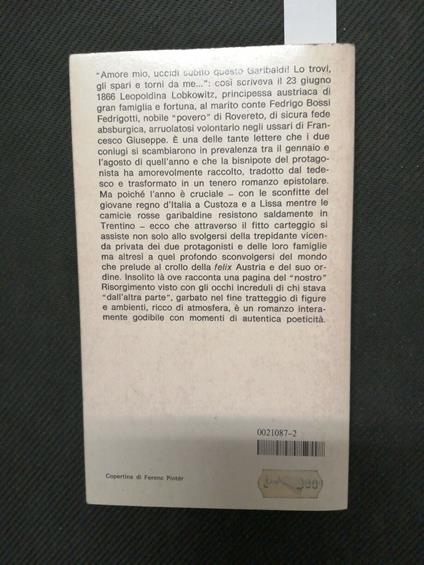 "Amore mio, uccidi subito questo Garibaldi! Lo trovi,
gli spari e torni da me...": così scriveva il 23 giugno
1866 Leopoldina Lobkowitz, principessa austriaca di
gran famiglia e fortuna, al marito conte Fedrigo Bossi
Fedrigotti, nobile "povero" di Rovereto, di sicura fede
absburgica, arruolatosi volontario negli ussari di Fran-
cesco Giuseppe. È una delle tante lettere che i due
coniugi si scambiarono in prevalenza tra il gennaio e
l'agosto di quell'anno e che la bisnipote del protago-
nista ha amorevolmente raccolto, tradotto dal tede-
sco e trasformato in un tenero romanzo epistolare.
Ma poiché l'anno è cruciale – con le sconfitte del
giovane regno d'Italia a Custoza e a Lissa mentre le
camicie rosse garibaldine resistono saldamente in
Trentino – ecco che attraverso il fitto carteggio si
assiste non solo allo svolgersi della trepidante vicen-
da privata dei due protagonisti e delle loro famiglie
ma altresì a quel profondo sconvolgersi del mondo
che prelude al crollo della felix Austria e del suo or-
dine. Insolito là ove racconta una pagina del "nostro"
Risorgimento visto con gli occhi increduli di chi stava
"dall'altra parte", garbato nel fine tratteggio di figure
e ambienti, ricco di atmosfera, è un romanzo intera-
mente godibile con momenti di autentica poeticità.
0021087-2
Copertina di Ferenc Pintér